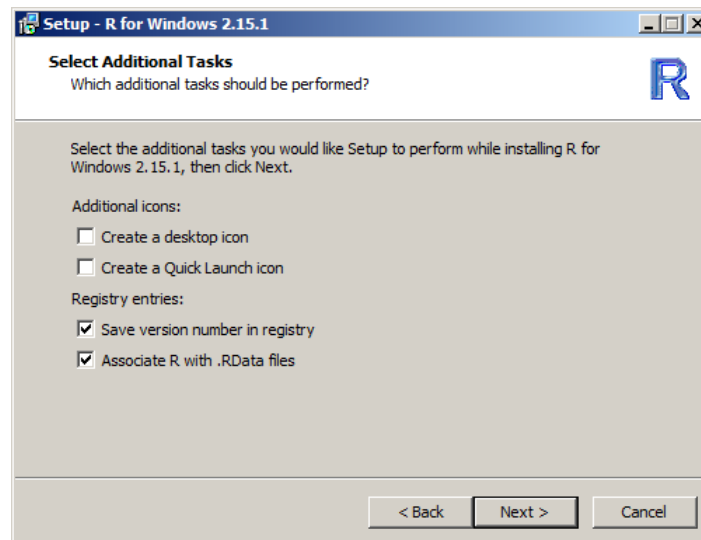 Setup - R for Windows 2.15.1
Select Additional Tasks
Which additional tasks should be performed?
R
Select the additional tasks you would like Setup to perform while installing R for
Windows 2.15.1, then click Next.
Additional icons:
Create a desktop icon
Create a Quick Launch icon
Registry entries:
Save version number in registry
Associate R with .RData files
< Back
Next >
Cancel